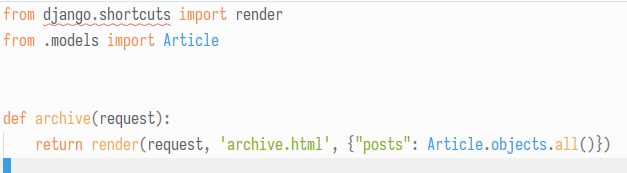 from django.shortcuts import render
from .models import Article
def archive(request):
    return render(request, 'archive.html', {"posts": Article.objects.all()})